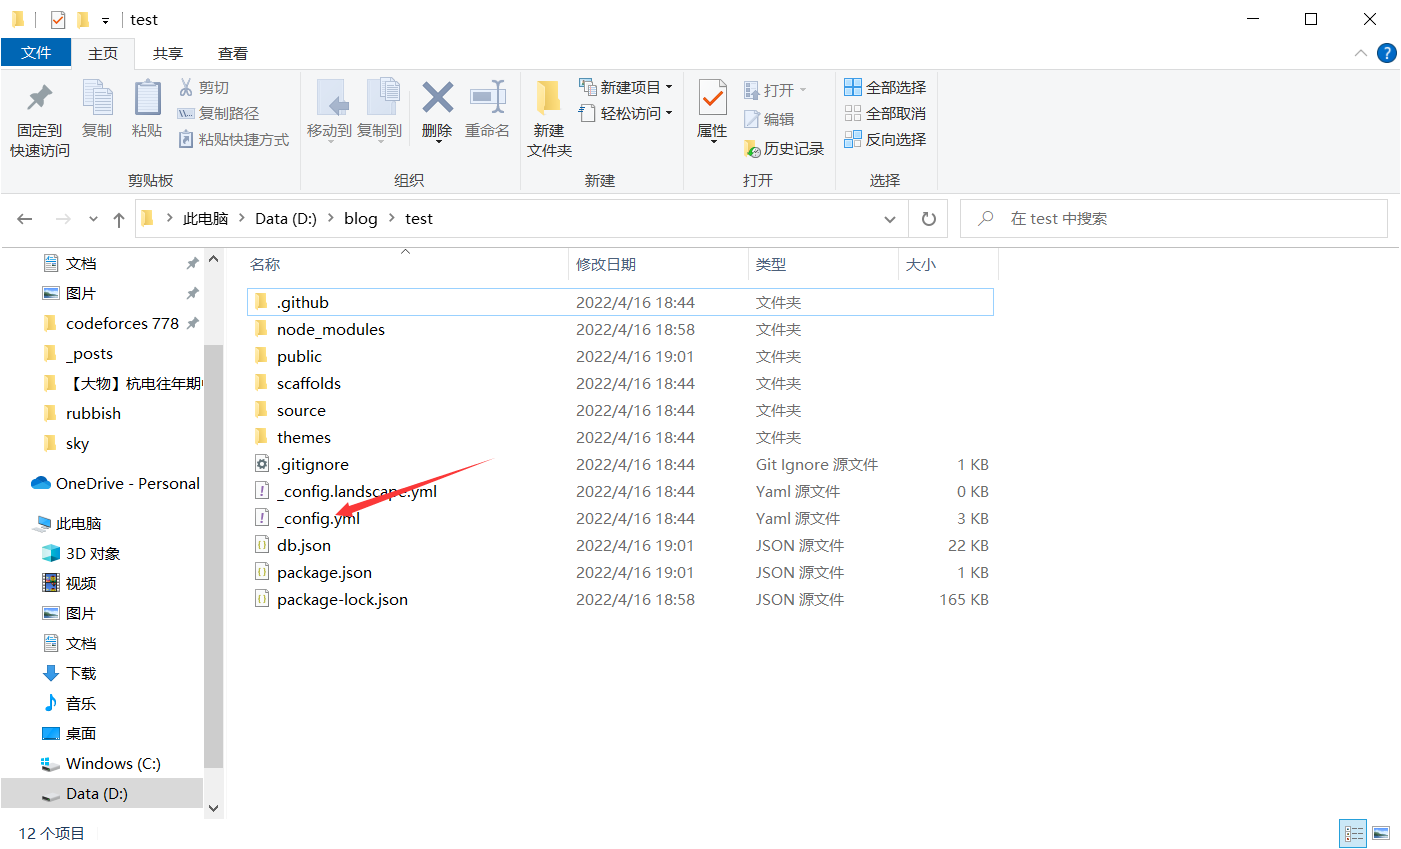 test
文件 主页 共享 查看
固定到快速访问
复制
粘贴
剪切
复制路径
粘贴快捷方式
剪贴板
移动到
复制到
删除
重命名
组织
新建文件夹
新建项目
轻松访问
新建
属性
打开
编辑
历史记录
打开
全部选择
全部取消
反向选择
选择
此电脑 Data (D:) blog test
在 test 中搜索
文档
图片
codeforces 778
_posts
【大物】杭电往年期
rubbish
sky
OneDrive - Personal
此电脑
3D 对象
视频
图片
文档
下载
音乐
桌面
Windows (C:)
Data (D:)
名称 修改日期 类型 大小
.github 2022/4/16 18:44 文件夹
node_modules 2022/4/16 18:58 文件夹
public 2022/4/16 19:01 文件夹
scaffolds 2022/4/16 18:44 文件夹
source 2022/4/16 18:44 文件夹
themes 2022/4/16 18:44 文件夹
.gitignore 2022/4/16 18:44 Git Ignore 源文件 1 KB
_config.landscape.yml 2022/4/16 18:44 Yaml 源文件 0 KB
_config.yml 2022/4/16 18:44 Yaml 源文件 3 KB
db.json 2022/4/16 19:01 JSON 源文件 22 KB
package.json 2022/4/16 19:01 JSON 源文件 1 KB
package-lock.json 2022/4/16 18:58 JSON 源文件 165 KB
12 个项目